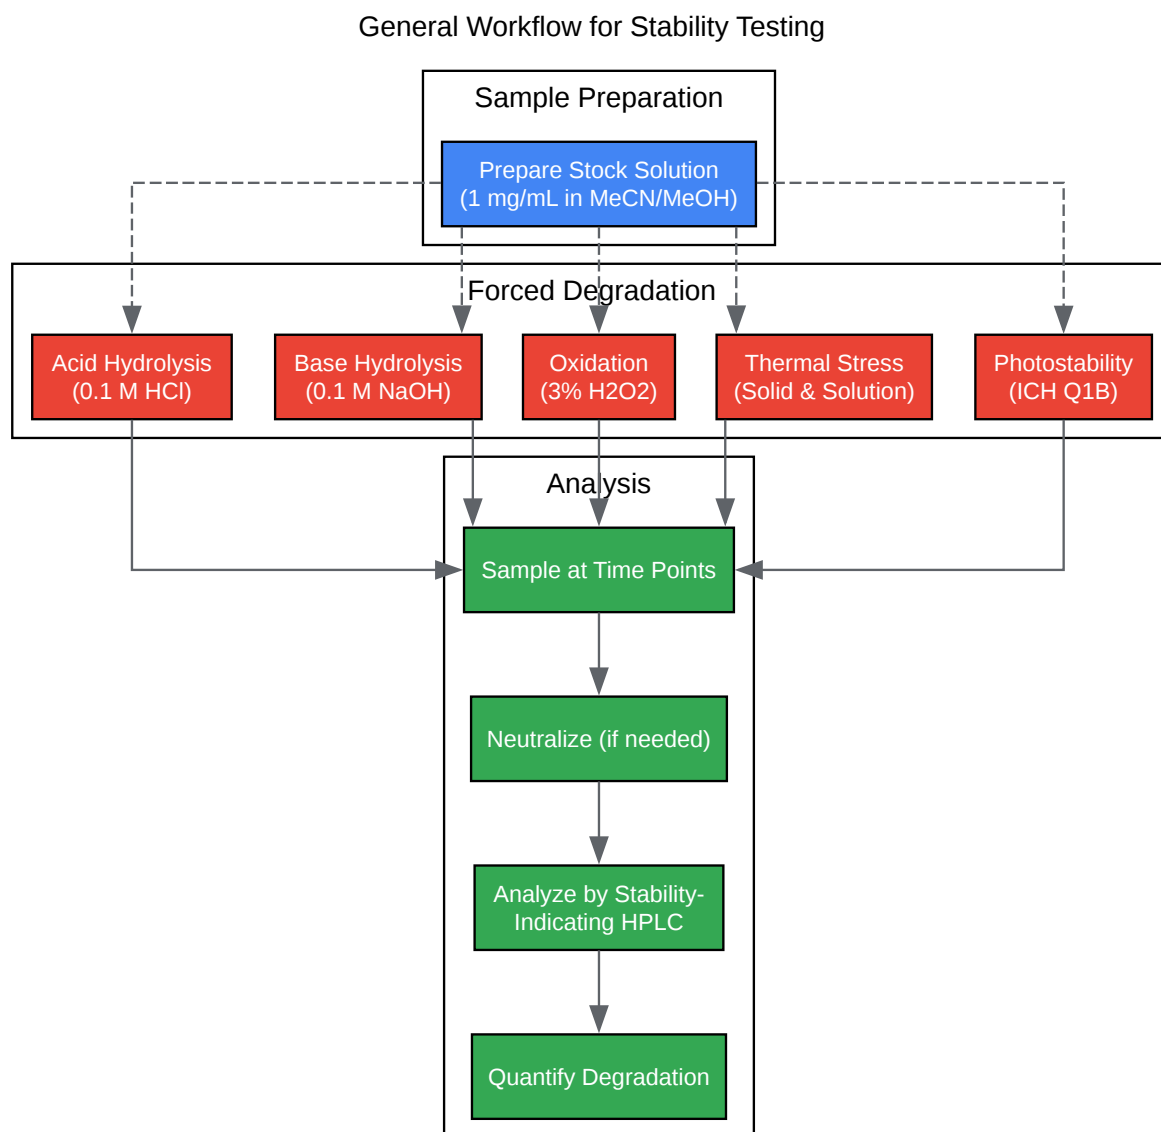 General Workflow for Stability Testing
Sample Preparation
Prepare Stock Solution
(1 mg/mL in MeCN/MeOH)
Forced Degradation
Acid Hydrolysis
(0.1 M HCl)
Base Hydrolysis
(0.1 M NaOH)
Oxidation
(3% H2O2)
Thermal Stress
(Solid & Solution)
Photostability
(ICH Q1B)
Analysis
Sample at Time Points
Neutralize (if needed)
Analyze by Stability-
Indicating HPLC
Quantify Degradation